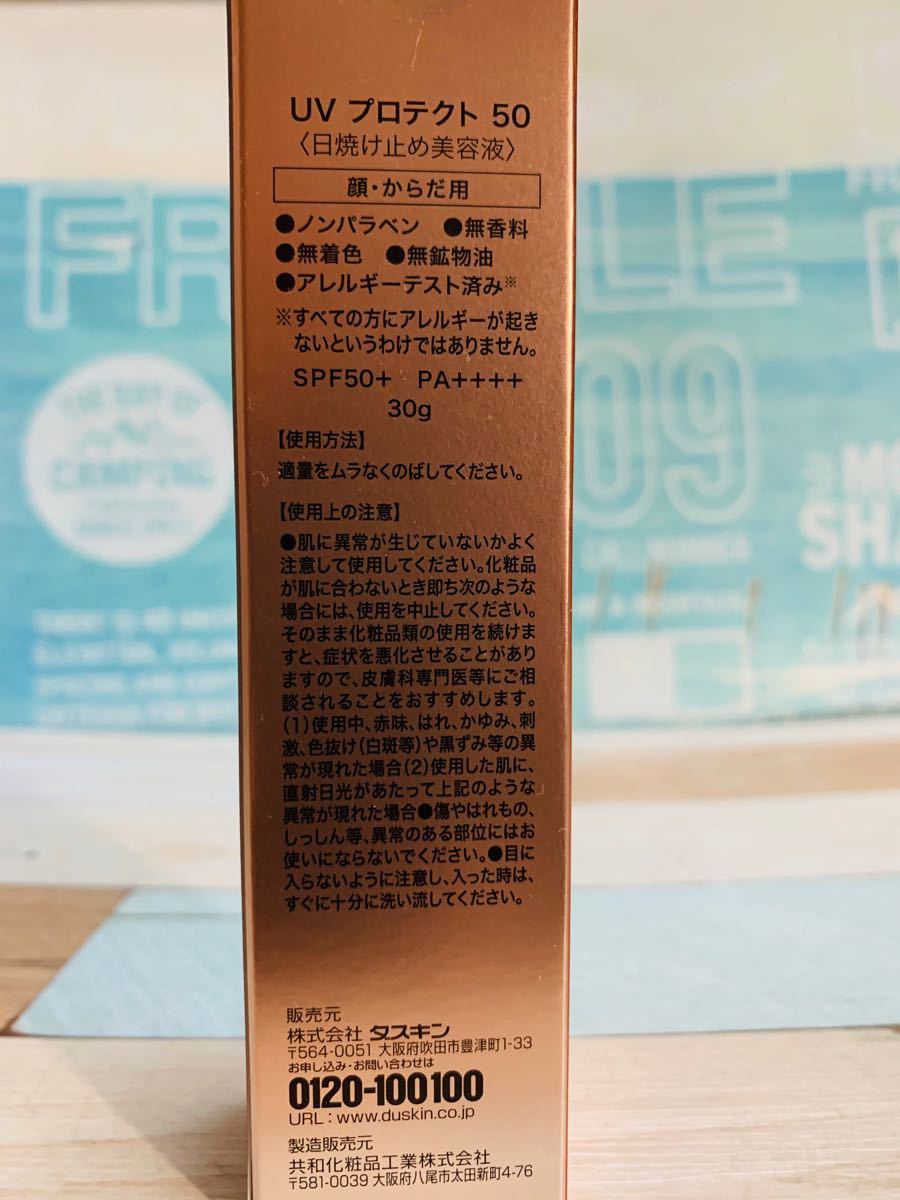 UV プロテクト 50
〈日焼け止め美容液〉
顔・からだ用
●ノンパラベン ●無香料
●無着色 ●無鉱物油
●アレルギーテスト済み※
※すべての方にアレルギーが起き
ないというわけではありません。
SPF50+ PA++++
30g
【使用方法】
適量をムラなくのばしてください。
【使用上の注意】
●肌に異常が生じていないかよく
注意して使用してください。化粧品
が肌に合わないとき即ち次のような
場合には、使用を中止してください。
そのまま化粧品類の使用を続けま
すと、症状を悪化させることがあり
ますので、皮膚科専門医等にご相
談されることをおすすめします。
(1)使用中、赤味、はれ、かゆみ、刺
激、色抜け(白斑等)や黒ずみ等の異
常が現れた場合(2)使用した肌に、
直射日光があたって上記のような
異常が現れた場合●傷やはれもの、
しっしん等、異常のある部位にはお
使いにならないでください。●目に
入らないように注意し、入った時は、
すぐに十分に洗い流してください。
販売元
株式会社 ダスキン
〒564-0051 大阪府吹田市豊津町1-33
お申し込み・お問い合わせは
0120-100100
URL：www.duskin.co.jp
製造販売元
共和化粧品工業株式会社
〒581-0039 大阪府八尾市太田新町4-76
THE DAY OF
CAMPING
09